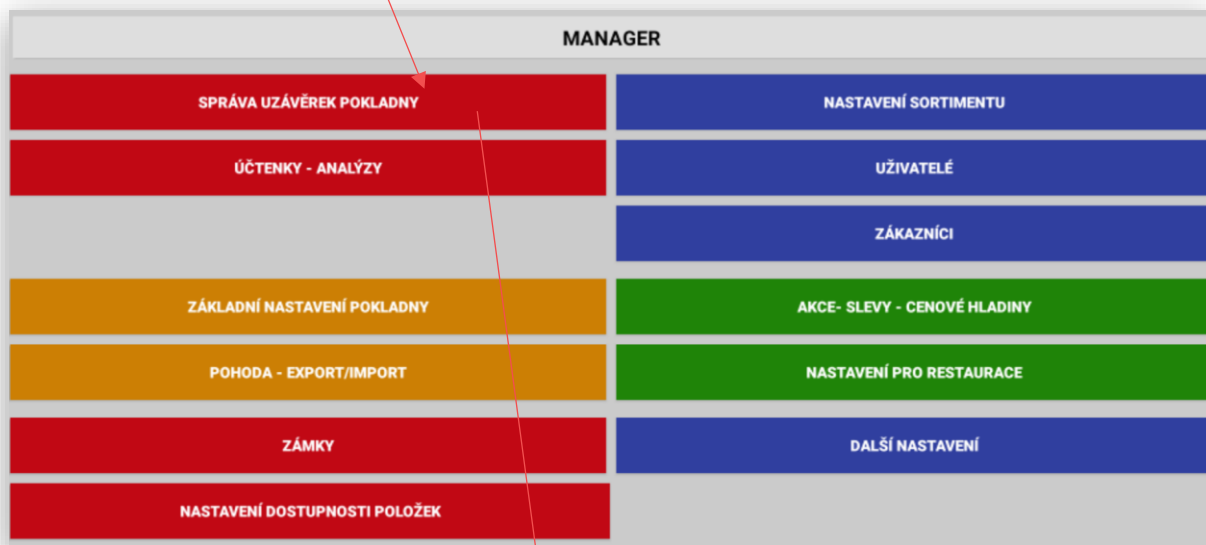 MANAGER
SPRÁVA UZÁVĚREK POKLADNY
NASTAVENÍ SORTIMENTU
ÚČTENKY - ANALÝZY
UŽIVATELÉ
ZÁKAZNÍCI
ZÁKLADNÍ NASTAVENÍ POKLADNY
AKCE- SLEVY - CENOVÉ HLADINY
POHODA - EXPORT/IMPORT
NASTAVENÍ PRO RESTAURACE
ZÁMKY
DALŠÍ NASTAVENÍ
NASTAVENÍ DOSTUPNOSTI POLOŽEK